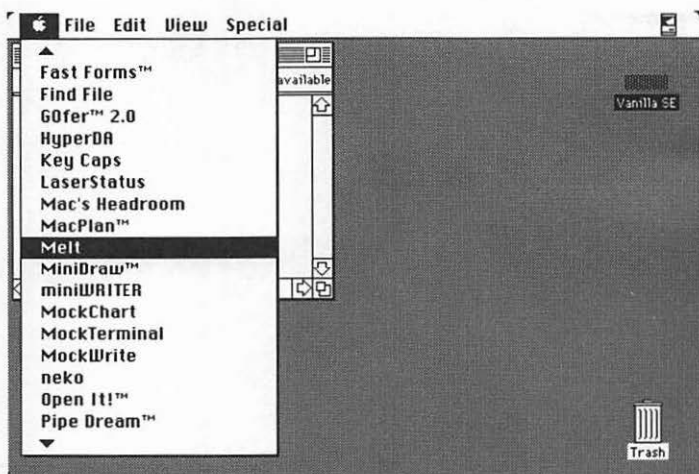 File Edit View Special
Fast Forms™
available
Find File
Vanilla SE
GOfer™ 2.0
HyperDA
Key Caps
LaserStatus
Mac's Headroom
MacPlan™
Melt
MiniDraw™
miniWRITER
MockChart
MockTerminal
MockWrite
neko
Open It!™
Pipe Dream™
Trash